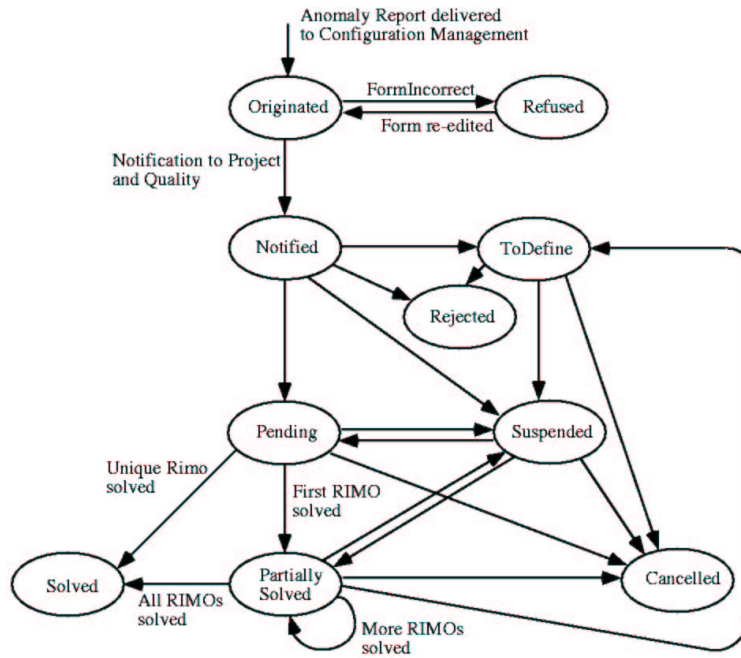 Anomaly Report delivered
to Configuration Management
Originated
FormIncorrect
Refused
Form re-edited
Notification to Project
and Quality
Notified
ToDefine
Rejected
Pending
Suspended
Unique Rimo
solved
First RIMO
solved
Solved
All RIMOs
solved
Partially
Solved
More RIMOs
solved
Cancelled